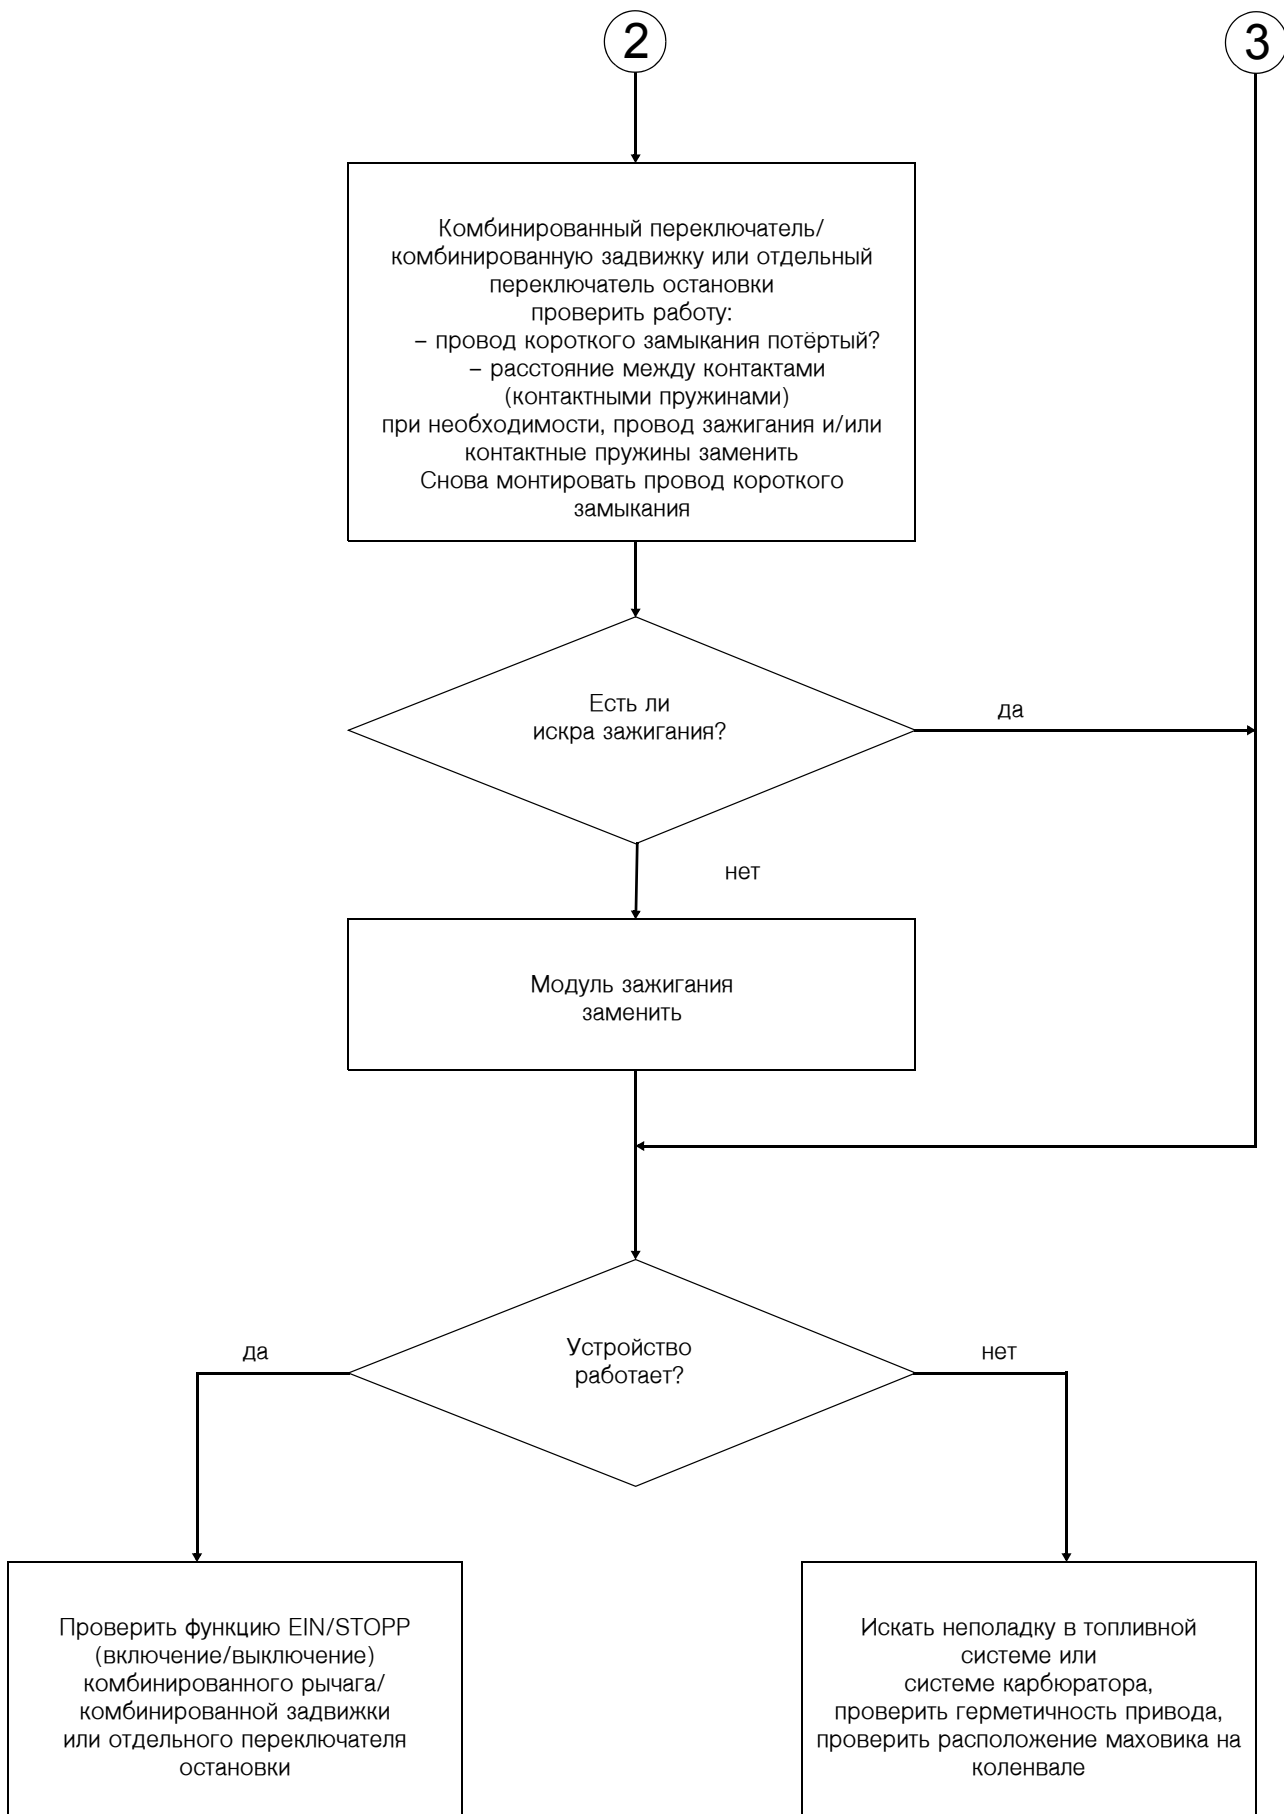 2
3
Комбинированный переключатель/
комбинированную задвижку или отдельный
переключатель остановки
проверить работу:
– провод короткого замыкания потёртый?
– расстояние между контактами
(контактными пружинами)
при необходимости, провод зажигания и/или
контактные пружины заменить
Снова монтировать провод короткого
замыкания
Есть ли
искра зажигания?
да
нет
Модуль зажигания
заменить
Устройство
работает?
да
нет
Проверить функцию EIN/STOPP
(включение/выключение)
комбинированного рычага/
комбинированной задвижки
или отдельного переключателя
остановки
Искать неполадку в топливной
системе или
системе карбюратора,
проверить герметичность привода,
проверить расположение маховика на
коленвале